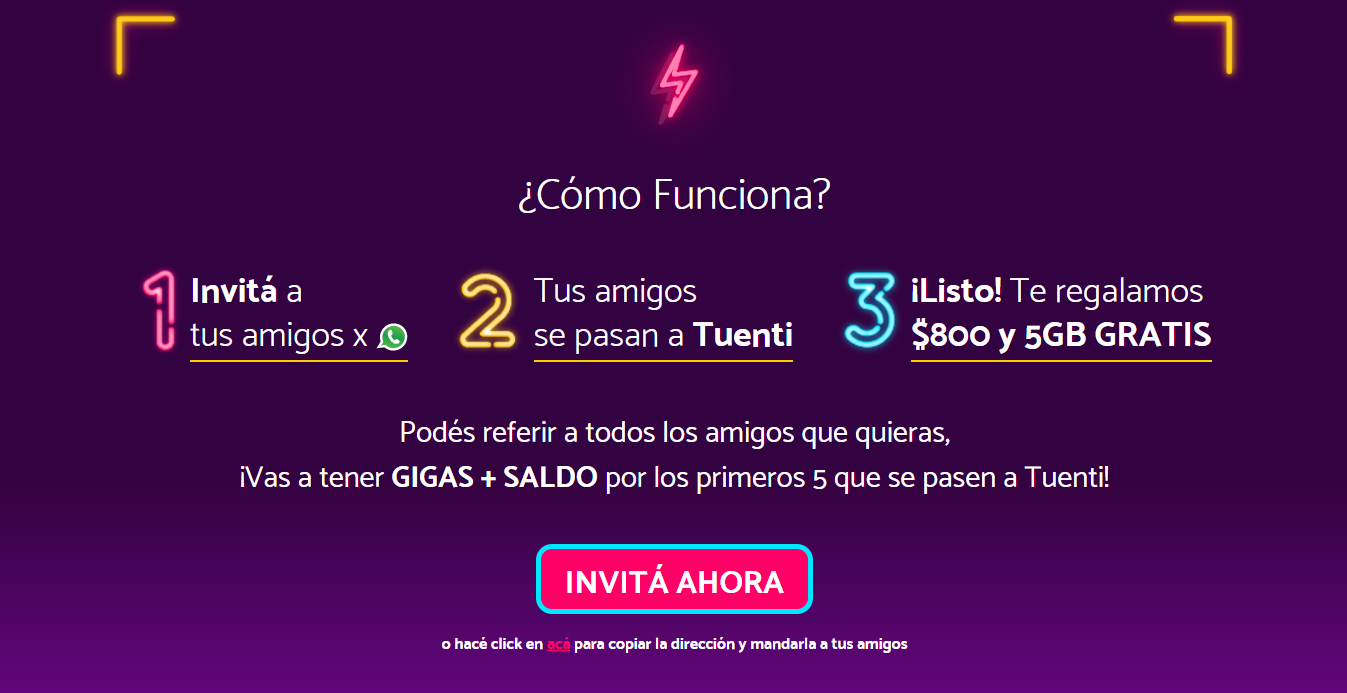 ¿Cómo Funciona?
1 Invitá a
tus amigos x
2 Tus amigos
se pasan a Tuenti
3 ¡Listo! Te regalamos
$800 y 5GB GRATIS
Podés referir a todos los amigos que quieras,
¡Vas a tener GIGAS + SALDO por los primeros 5 que se pasen a Tuenti!
INVITÁ AHORA
o hacé click en acá para copiar la dirección y mandarla a tus amigos